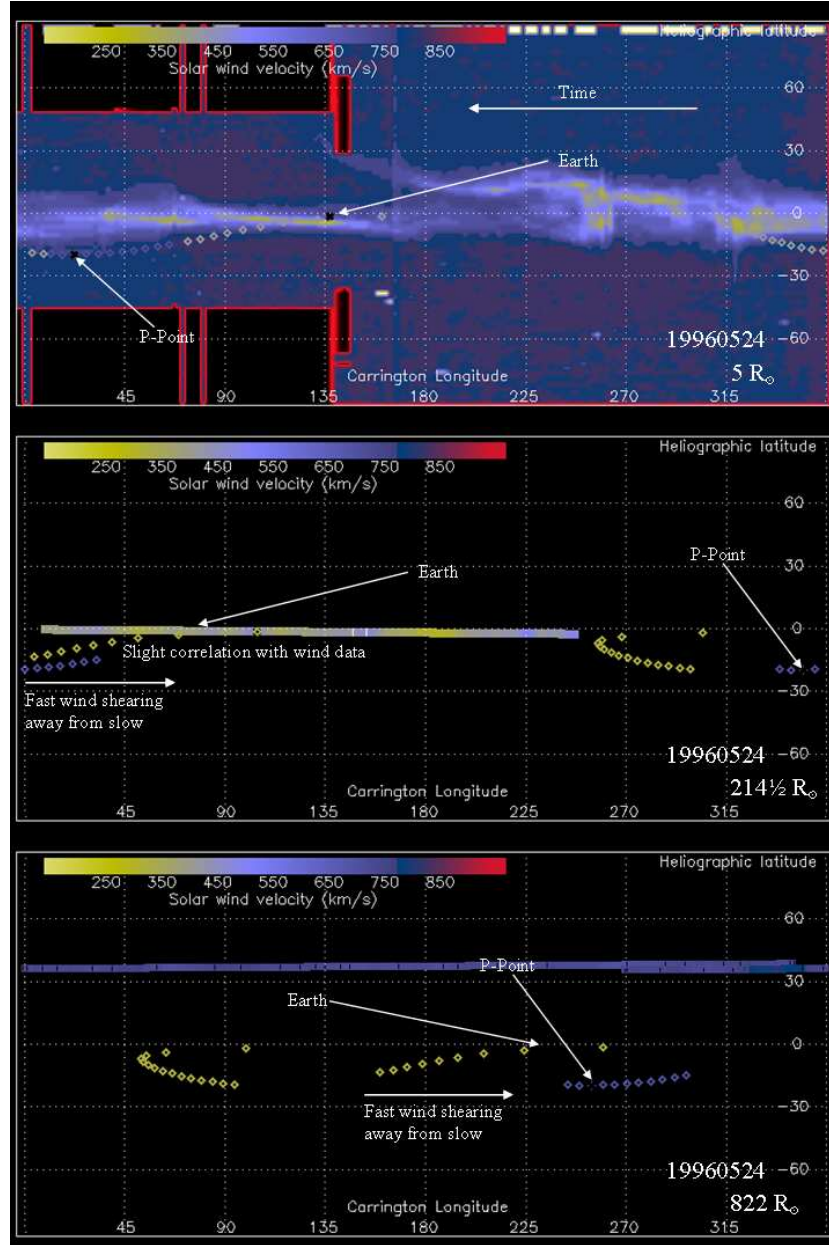 250 350 450 550 650 750 850 Heliographic latitude
Solar wind velocity (km/s)
60
Time
30
Earth
0
-30
P-Point
-60
19960524
Carrington Longitude
5 R☉
45 90 135 180 225 270 315
Heliographic latitude
250 350 450 550 650 750 850
Solar wind velocity (km/s)
60
P-Point
30
Earth
0
Slight correlation with wind data
-30
Fast wind shearing
away from slow
-60
19960524
Carrington Longitude
214½ R☉
45 90 135 180 225 270 315
Heliographic latitude
250 350 450 550 650 750 850
Solar wind velocity (km/s)
60
P-Point
30
Earth
0
-30
Fast wind shearing
away from slow
-60
19960524
Carrington Longitude
822 R☉
45 90 135 180 225 270 315